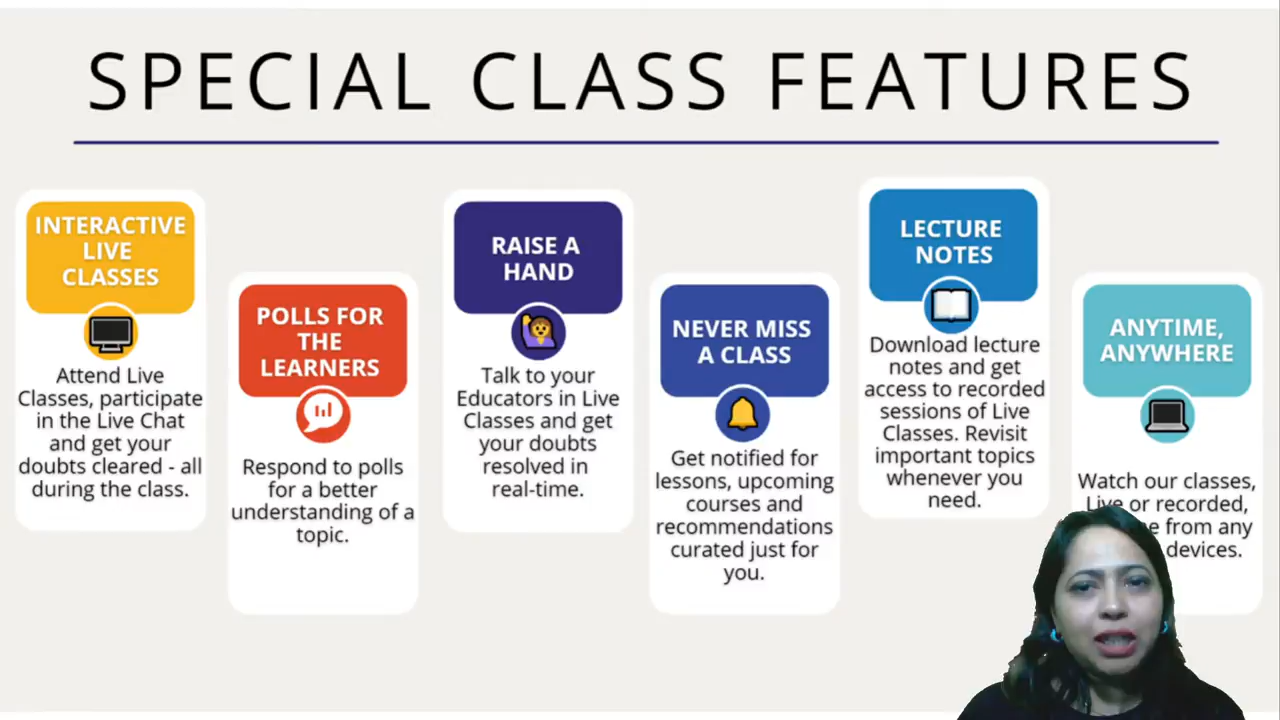 SPECIAL CLASS FEATURES
INTERACTIVE
LIVE
CLASSES
Attend Live
Classes, participate
in the Live Chat
and get your
doubts cleared - all
during the class.
POLLS FOR
THE
LEARNERS
Respond to polls
for a better
understanding of a
topic.
RAISE A
HAND
Talk to your
Educators in Live
Classes and get
your doubts
resolved in
real-time.
NEVER MISS
A CLASS
Get notified for
lessons, upcoming
courses and
recommendations
curated just for
you.
LECTURE
NOTES
Download lecture
notes and get
access to recorded
sessions of Live
Classes. Revisit
important topics
whenever you
need.
ANYTIME,
ANYWHERE
Watch our classes,
Live or recorded,
from any
devices.